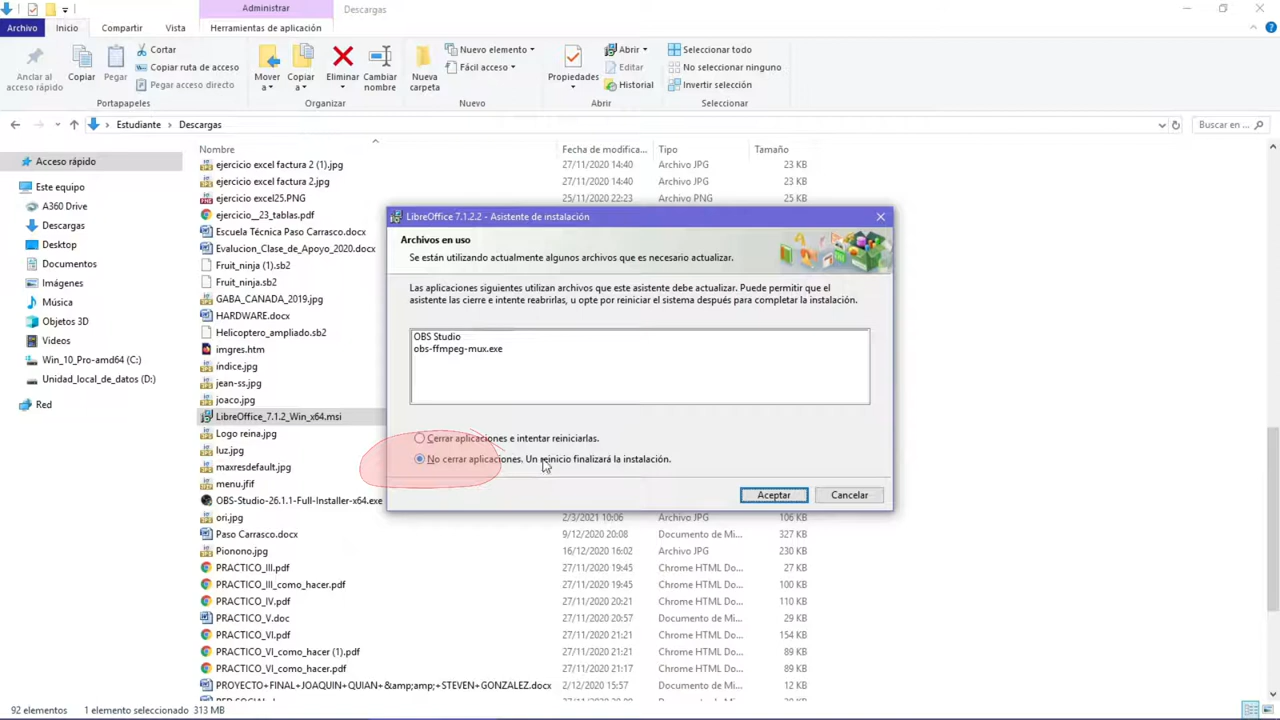 Administrar
Descargas
Archivo
Inicio
Compartir
Vista
Herramientas de aplicación
Anclar al acceso rápido
Copiar
Pegar
Cortar
Copiar ruta de acceso
Pegar acceso directo
Portapapeles
Mover a
Copiar a
Eliminar
Cambiar nombre
Organizar
Nueva carpeta
Nuevo elemento
Fácil acceso
Nuevo
Propiedades
Abrir
Editar
Historial
Abrir
Seleccionar todo
No seleccionar ninguno
Invertir selección
Seleccionar
Estudiante > Descargas
Buscar en ...
Acceso rápido
Este equipo
A360 Drive
Descargas
Desktop
Documentos
Imágenes
Música
Objetos 3D
Videos
Win_10_Pro-amd64 (C:)
Unidad_local_de_datos (D:)
Red
Nombre Fecha de modifica... Tipo Tamaño
ejercicio excel factura 2 (1).jpg 27/11/2020 14:40 Archivo JPG 23 KB
ejercicio excel factura 2.jpg 27/11/2020 14:40 Archivo JPG 23 KB
ejercicio excel25.PNG 25/11/2020 22:23 Archivo PNG 98 KB
ejercicio__23_tablas.pdf
Escuela Técnica Paso Carrasco.docx
Evalucion_Clase_de_Apoyo_2020.docx
Fruit_ninja (1).sb2
Fruit_ninja.sb2
GABA_CANADA_2019.jpg
HARDWARE.docx
Helicoptero_ampliado.sb2
imgres.htm
índice.jpg
jean-ss.jpg
joaco.jpg
LibreOffice_7.1.2_Win_x64.msi
Logo reina.jpg
luz.jpg
maxresdefault.jpg
menu.jfif
OBS-Studio-26.1.1-Full-Installer-x64.exe
ori.jpg 2/3/2021 10:06 Archivo JPG 106 KB
Paso Carrasco.docx 9/12/2020 20:08 Documento de Mi... 327 KB
Pionono.jpg 16/12/2020 16:02 Archivo JPG 230 KB
PRACTICO_III.pdf 27/11/2020 19:45 Chrome HTML Do... 27 KB
PRACTICO_III_como_hacer.pdf 27/11/2020 19:45 Chrome HTML Do... 100 KB
PRACTICO_IV.pdf 27/11/2020 20:21 Chrome HTML Do... 110 KB
PRACTICO_V.doc 27/11/2020 20:57 Documento de Mi... 29 KB
PRACTICO_VI.pdf 27/11/2020 21:21 Chrome HTML Do... 154 KB
PRACTICO_VI_como_hacer (1).pdf 27/11/2020 21:21 Chrome HTML Do... 89 KB
PRACTICO_VI_como_hacer.pdf 27/11/2020 21:17 Chrome HTML Do... 89 KB
PROYECTO+FINAL+JOAQUIN+QUIAN+&amp;amp;+STEVEN+GONZALEZ.docx 2/12/2020 15:57 Documento de Mi... 12 KB
LibreOffice 7.1.2.2 - Asistente de instalación
Archivos en uso
Se están utilizando actualmente algunos archivos que es necesario actualizar.
Las aplicaciones siguientes utilizan archivos que este asistente debe actualizar. Puede permitir que el
asistente las cierre e intente reabrirlas, u opte por reiniciar el sistema después para completar la instalación.
OBS Studio
obs-ffmpeg-mux.exe
Cerrar aplicaciones e intentar reiniciarlas.
No cerrar aplicaciones. Un reinicio finalizará la instalación.
Aceptar
Cancelar
92 elementos 1 elemento seleccionado 313 MB